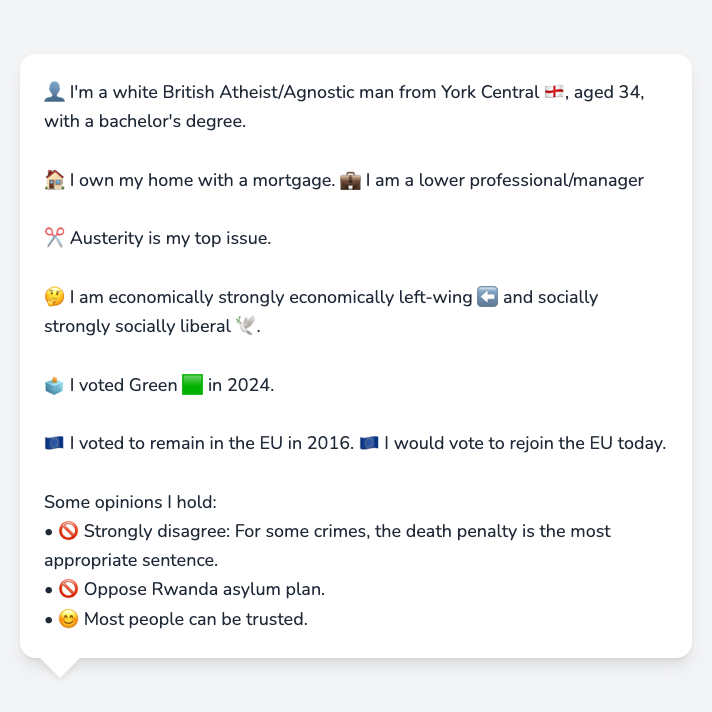 👤 I'm a white British Atheist/Agnostic man from York Central 🏴󠁧󠁢󠁥󠁮󠁧󠁿, aged 34,
with a bachelor's degree.
🏠 I own my home with a mortgage. 💼 I am a lower professional/manager
✂️ Austerity is my top issue.
🤔 I am economically strongly economically left-wing ⬅️ and socially
strongly socially liberal 🕊️.
🗳️ I voted Green 🟩 in 2024.
🇪🇺 I voted to remain in the EU in 2016. 🇪🇺 I would vote to rejoin the EU today.
Some opinions I hold:
• 🚫 Strongly disagree: For some crimes, the death penalty is the most
appropriate sentence.
• 🚫 Oppose Rwanda asylum plan.
• 😊 Most people can be trusted.